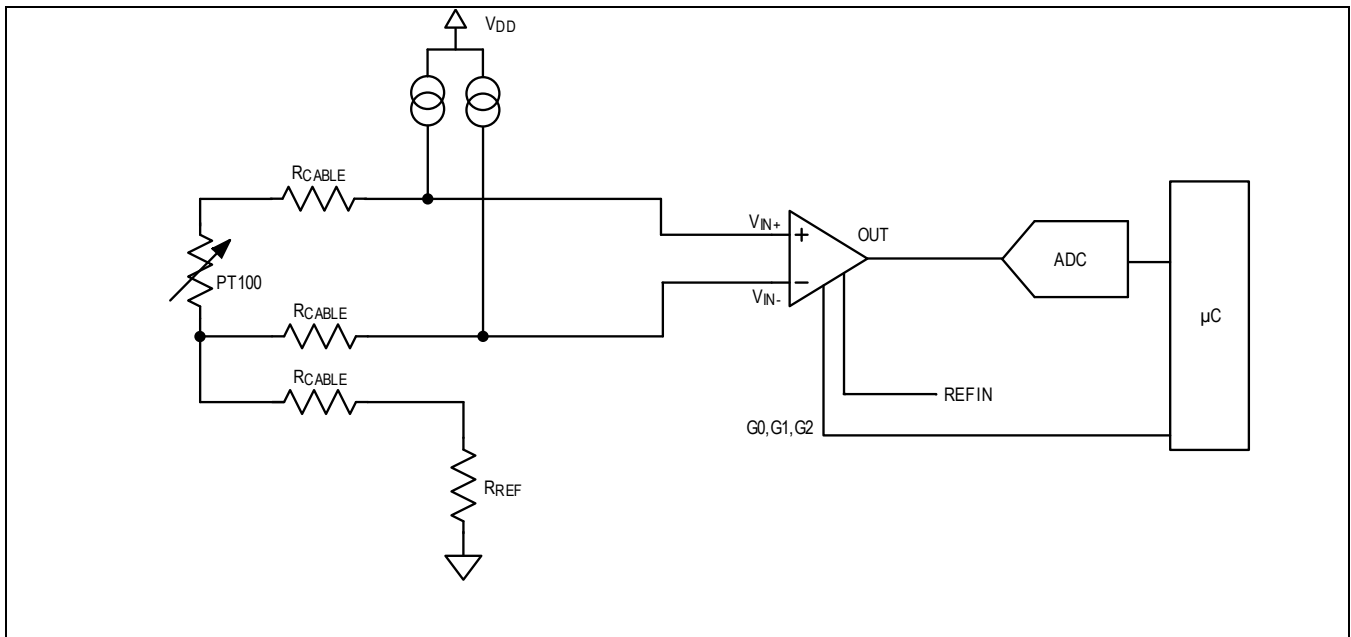 VDD
RCABLE
PT100
RCABLE
RCABLE
RREF
VIN+
+
VIN-
−
OUT
REFIN
G0,G1,G2
ADC
µC